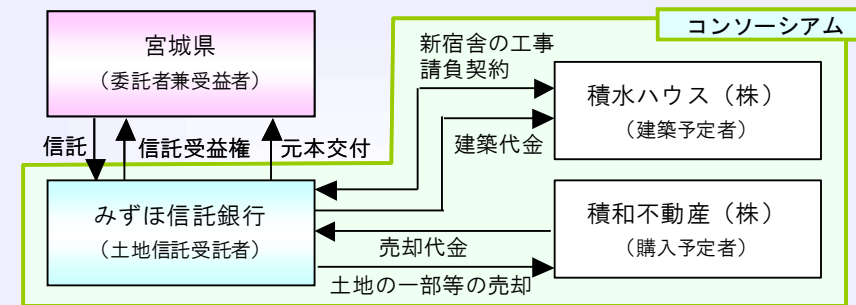 コンソーシアム
宮城県
（委託者兼受益者）
新宿舎の工事
請負契約
積水ハウス（株）
（建築予定者）
信託
信託受益権
元本交付
建築代金
みずほ信託銀行
（土地信託受託者）
積和不動産（株）
（購入予定者）
売却代金
土地の一部等の売却